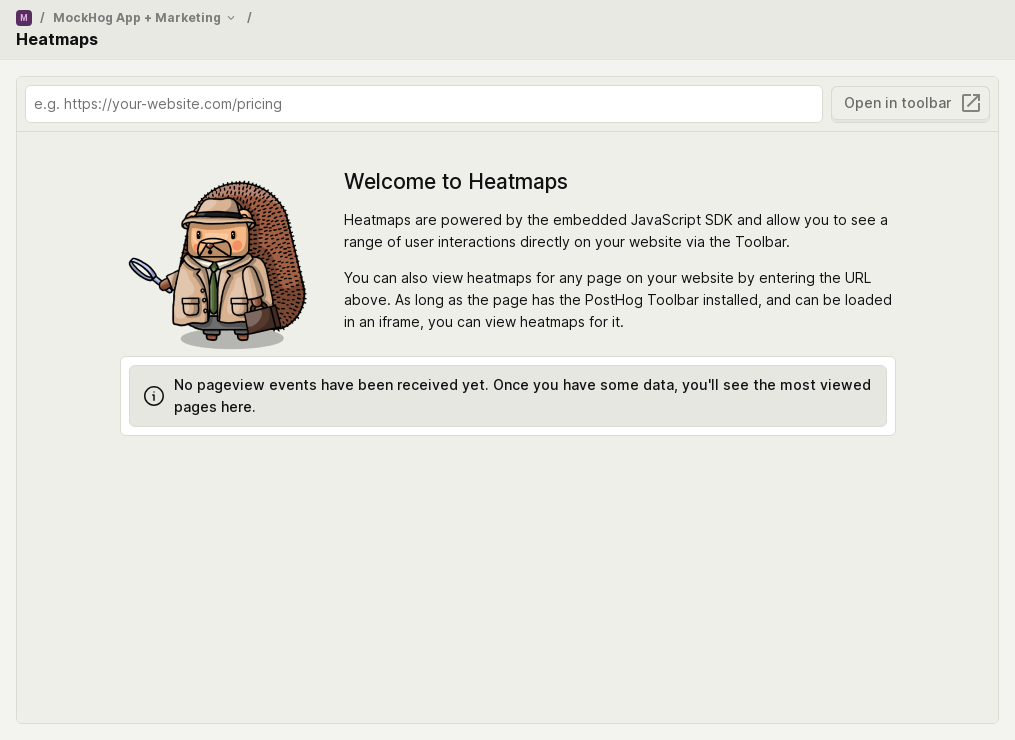 M / MockHog App + Marketing /
Heatmaps
e.g. https://your-website.com/pricing
Open in toolbar
Welcome to Heatmaps
Heatmaps are powered by the embedded JavaScript SDK and allow you to see a
range of user interactions directly on your website via the Toolbar.
You can also view heatmaps for any page on your website by entering the URL
above. As long as the page has the PostHog Toolbar installed, and can be loaded
in an iframe, you can view heatmaps for it.
No pageview events have been received yet. Once you have some data, you'll see the most viewed
pages here.